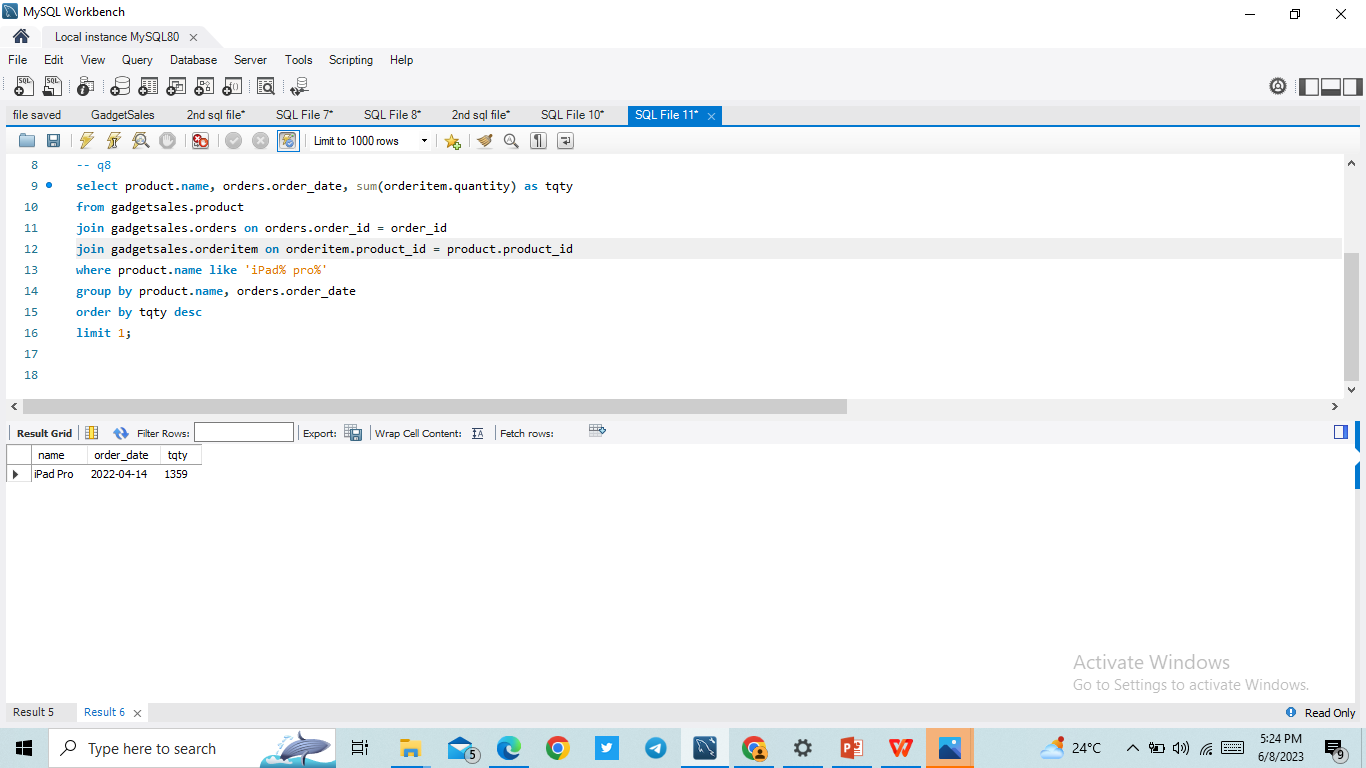 MySQL Workbench
Local instance MySQL80
File Edit View Query Database Server Tools Scripting Help
file saved GadgetSales 2nd sql file* SQL File 7* SQL File 8* 2nd sql file* SQL File 10* SQL File 11*
Limit to 1000 rows
8 -- q8
9 select product.name, orders.order_date, sum(orderitem.quantity) as tqty
10 from gadgetsales.product
11 join gadgetsales.orders on orders.order_id = order_id
12 join gadgetsales.orderitem on orderitem.product_id = product.product_id
13 where product.name like 'iPad% pro%'
14 group by product.name, orders.order_date
15 order by tqty desc
16 limit 1;
17
18
Result Grid Filter Rows: Export: Wrap Cell Content: Fetch rows:
name order_date tqty
iPad Pro 2022-04-14 1359
Activate Windows
Go to Settings to activate Windows.
Result 5 Result 6 Read Only
Type here to search 5 24°C 5:24 PM
6/8/2023 9